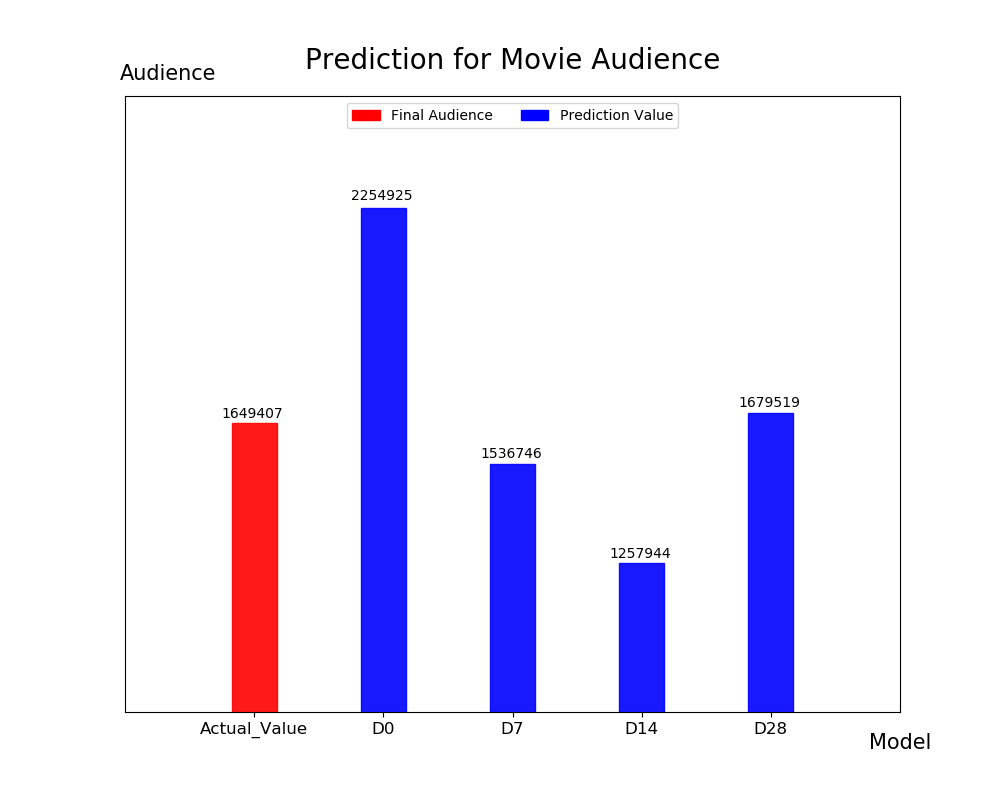 Prediction for Movie Audience
Audience
Final Audience Prediction Value
2254925
1649407
1679519
1536746
1257944
Actual_Value D0 D7 D14 D28
Model